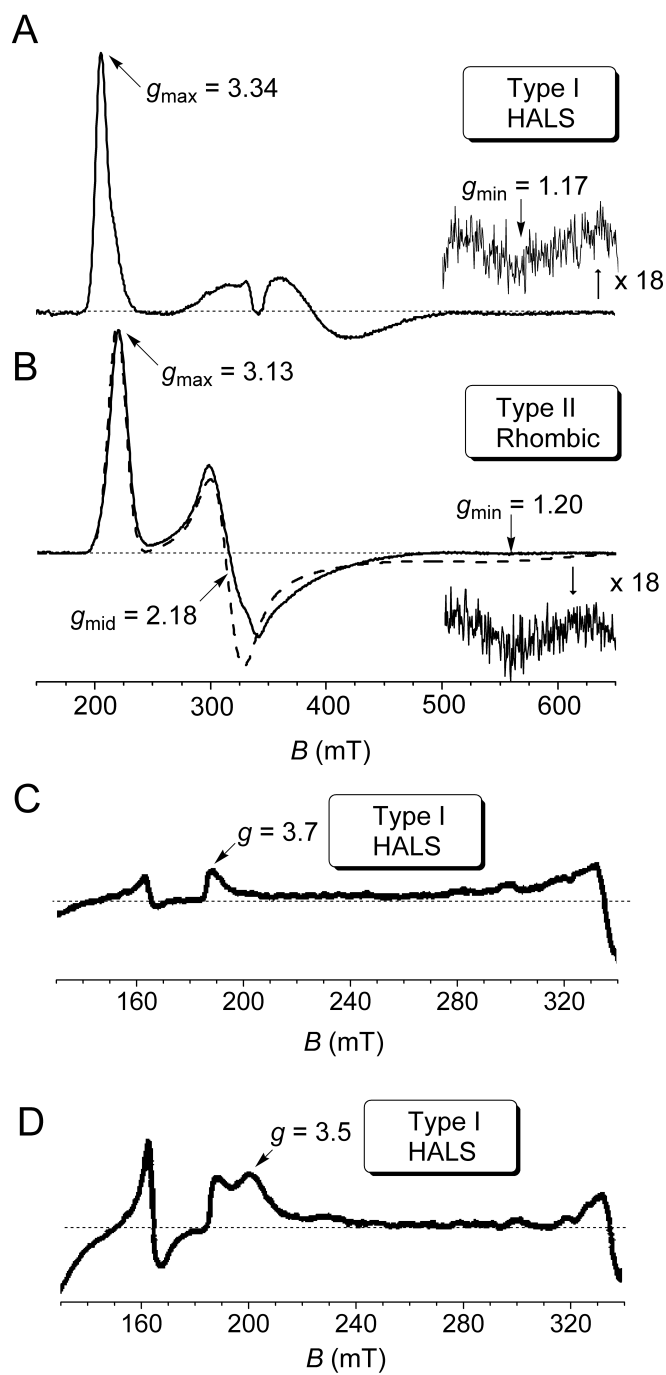 A
gmax = 3.34
Type I
HALS
gmin = 1.17
x 18
B
gmax = 3.13
Type II
Rhombic
gmin = 1.20
x 18
gmid = 2.18
200 300 400 500 600
B (mT)
C
g = 3.7
Type I
HALS
160 200 240 280 320
B (mT)
D
g = 3.5
Type I
HALS
160 200 240 280 320
B (mT)